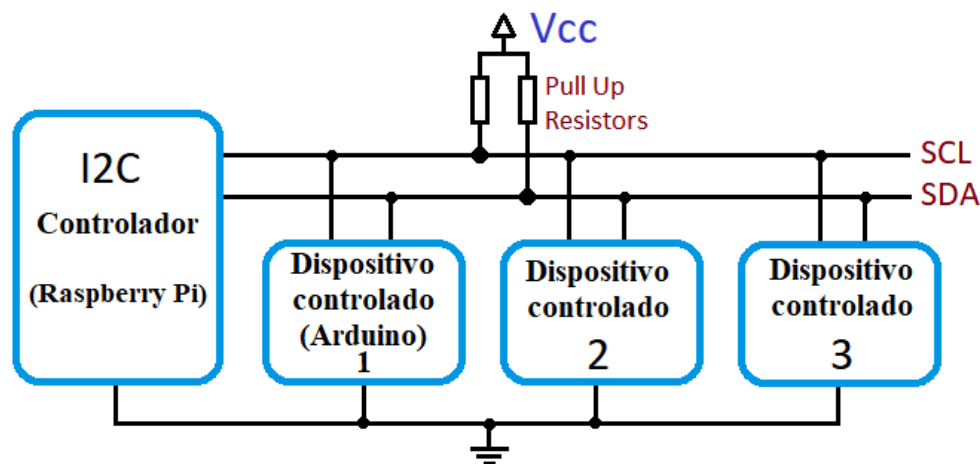 Vcc
Pull Up
Resistors
I2C
Controlador
(Raspberry Pi)
SCL
SDA
Dispositivo
controlado
(Arduino)
1
Dispositivo
controlado
2
Dispositivo
controlado
3